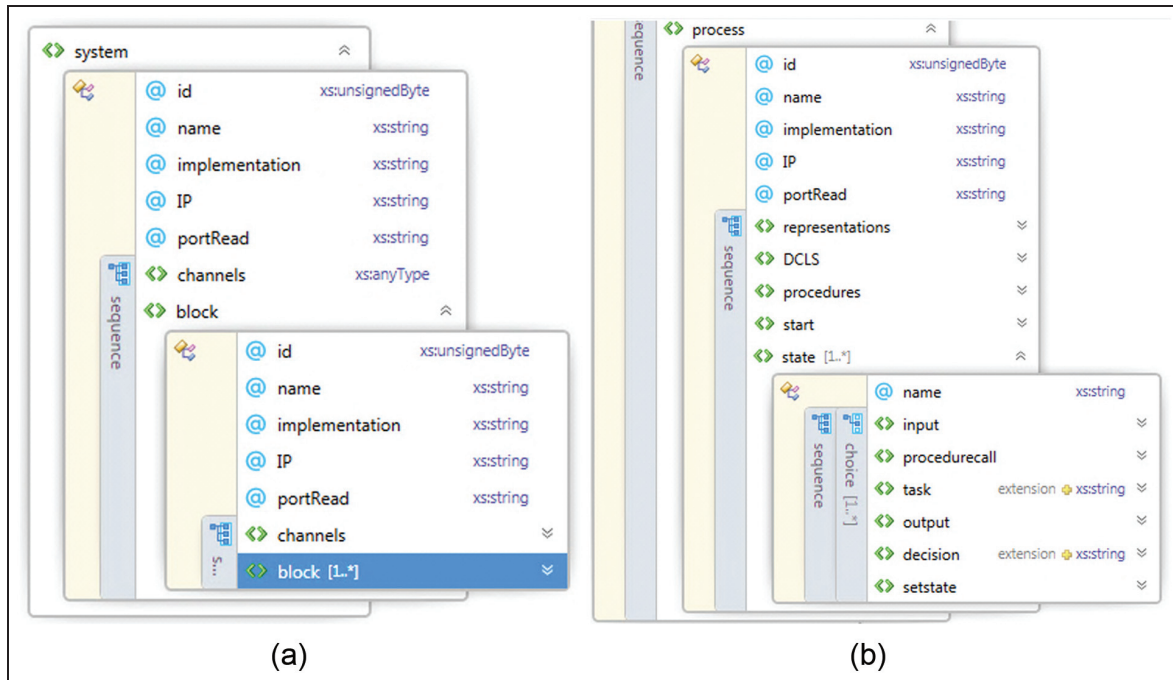 system
id xs:unsignedByte
name xs:string
implementation xs:string
IP xs:string
portRead xs:string
sequence
channels xs:anyType
block
id xs:unsignedByte
name xs:string
implementation xs:string
IP xs:string
portRead xs:string
s...
channels
block [1..*]
(a)
sequence
process
id xs:unsignedByte
name xs:string
implementation xs:string
IP xs:string
portRead xs:string
sequence
representations
DCLS
procedures
start
state [1..*]
name xs:string
sequence
choice [1..*]
input
procedurecall
task extension xs:string
output
decision extension xs:string
setstate
(b)